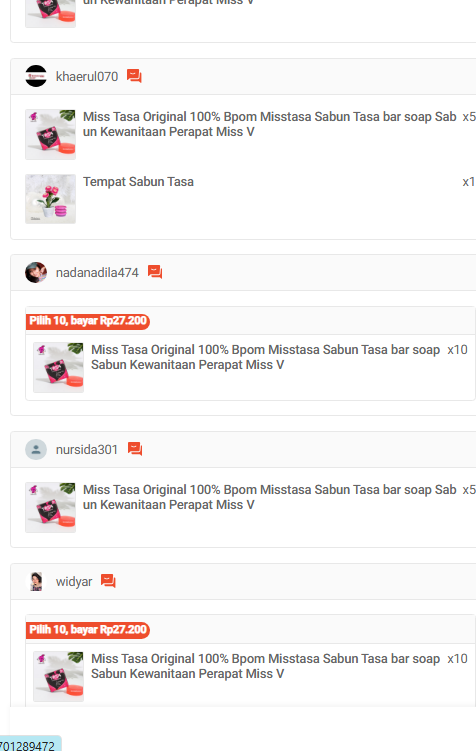 un Kewanitaan Perapat Miss V
khaerul070
Miss Tasa Original 100% Bpom Misstasa Sabun Tasa bar soap Sab x5
un Kewanitaan Perapat Miss V
Tempat Sabun Tasa x1
nadanadila474
Pilih 10, bayar Rp27.200
Miss Tasa Original 100% Bpom Misstasa Sabun Tasa bar soap x10
Sabun Kewanitaan Perapat Miss V
nursida301
Miss Tasa Original 100% Bpom Misstasa Sabun Tasa bar soap Sab x5
un Kewanitaan Perapat Miss V
widyar
Pilih 10, bayar Rp27.200
Miss Tasa Original 100% Bpom Misstasa Sabun Tasa bar soap x10
Sabun Kewanitaan Perapat Miss V
701289472